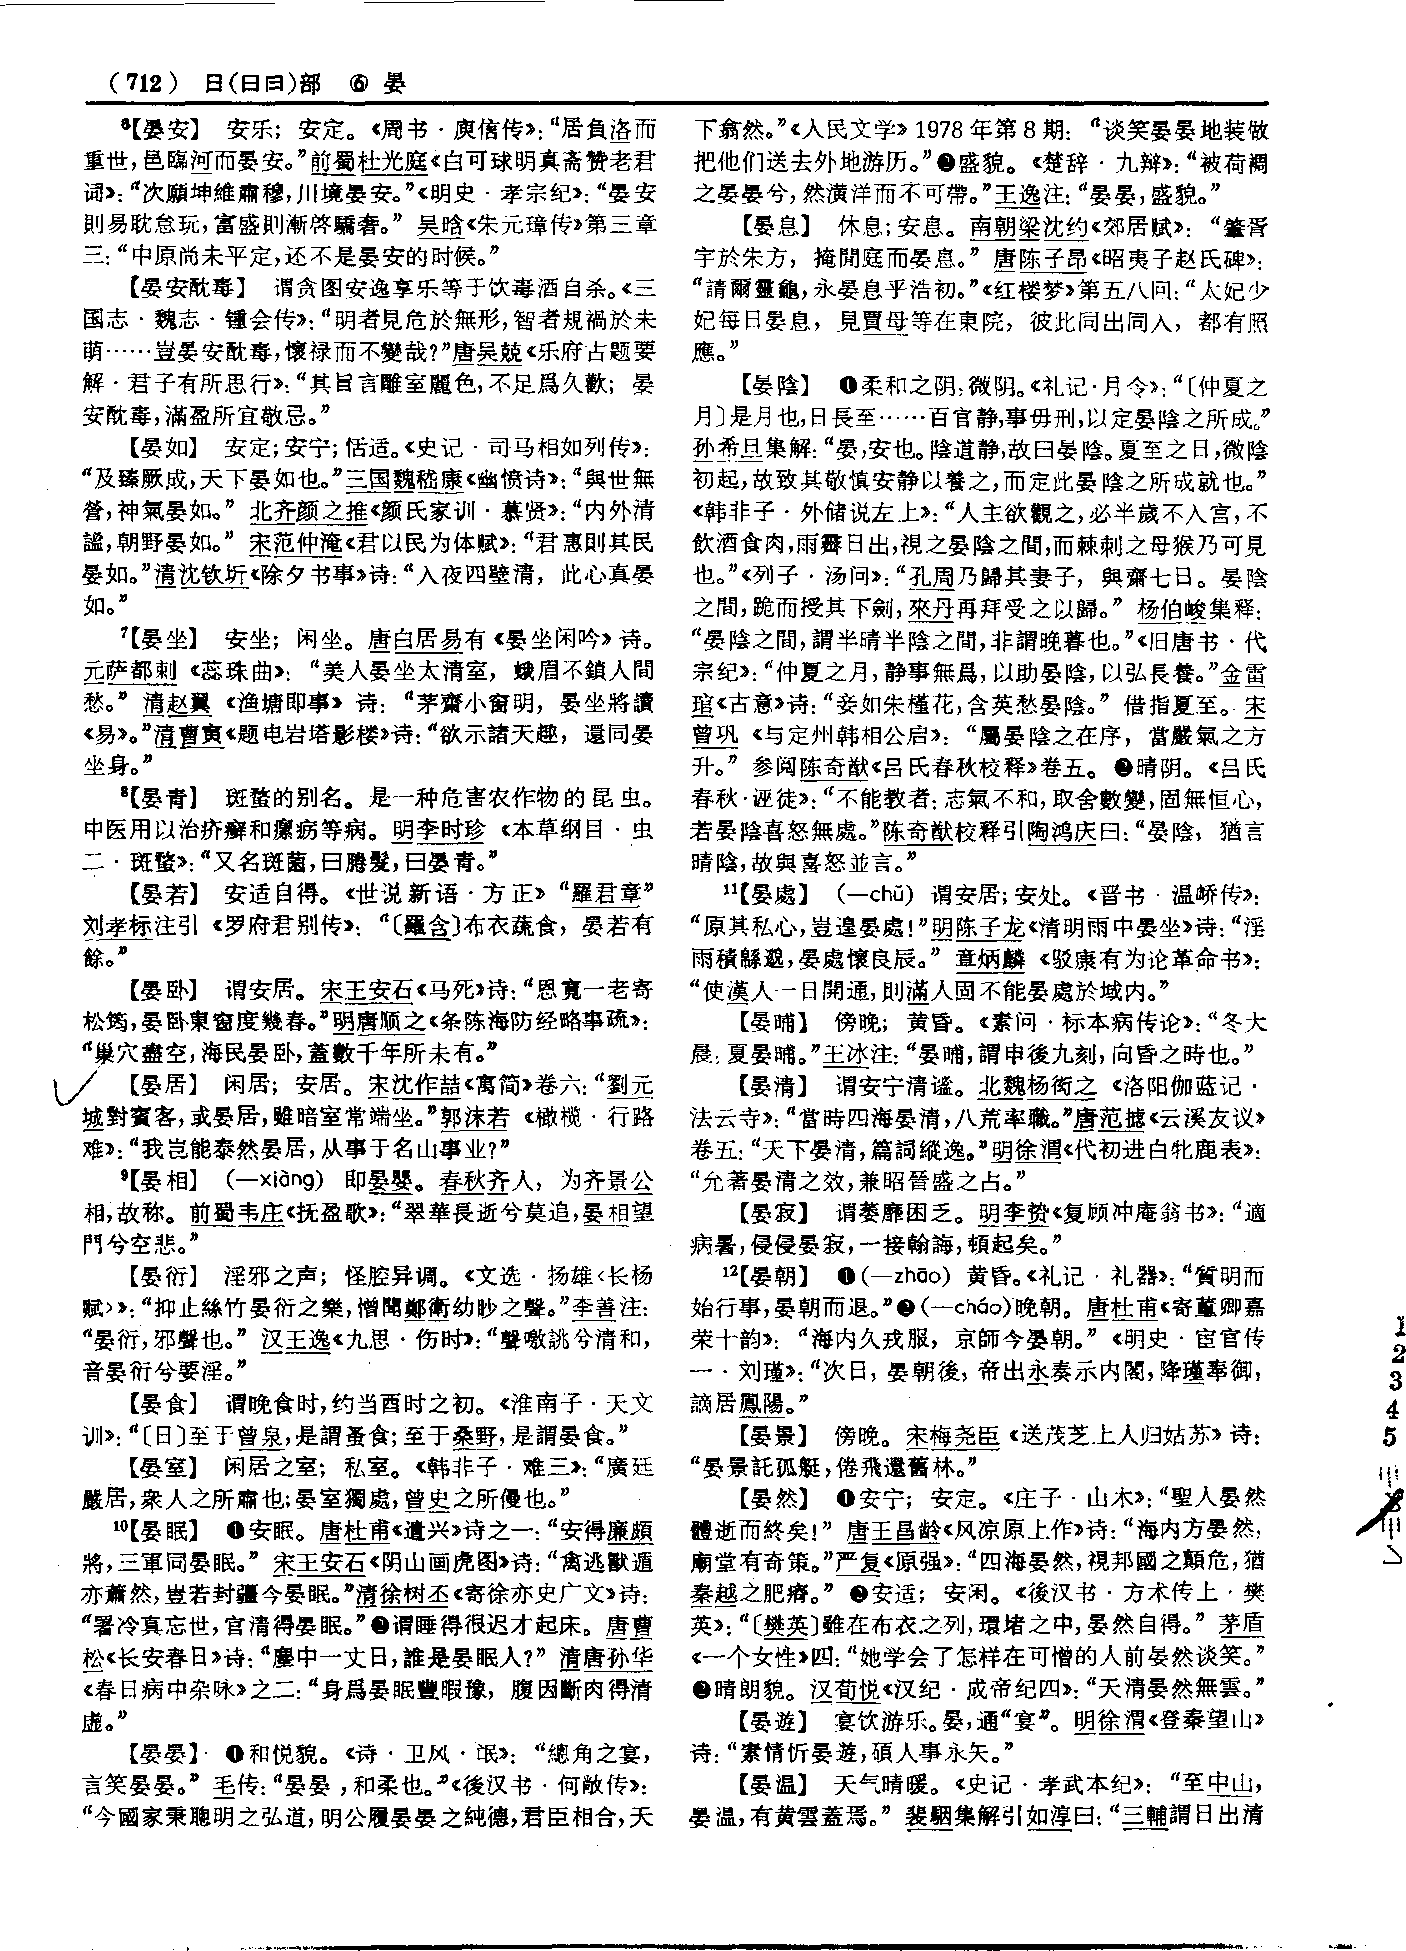 （712） 日(日曰)部 ⑥ 晏
⁶【晏安】 安乐；安定。《周书·庾信传》：“居負洛而
重世，邑臨河而晏安。”前蜀杜光庭《白可球明真斋赞老君
词》：“次願坤維肅穆，川境晏安。”《明史·孝宗纪》：“晏安
則易耽怠玩，富盛則漸啓驕奢。” 吴晗《朱元璋传》第三章
三：“中原尚未平定，还不是晏安的时候。”
【晏安酖毒】 谓贪图安逸享乐等于饮毒酒自杀。《三
国志·魏志·锺会传》：“明者見危於無形，智者規禍於未
萌……豈晏安酖毒，懷禄而不變哉？”唐吴兢《乐府古题要
解·君子有所思行》：“其旨言雕室麗色，不足爲久歡；晏
安酖毒，滿盈所宜敬忌。”
【晏如】 安定；安宁；恬适。《史记·司马相如列传》：
“及臻厥成，天下晏如也。”三国魏嵇康《幽愤诗》：“與世無
營，神氣晏如。” 北齐颜之推《颜氏家训·慕贤》：“内外清
謐，朝野晏如。” 宋范仲淹《君以民为体赋》：“君惠則其民
晏如。”清沈钦圻《除夕书事》诗：“入夜四壁清，此心真晏
如。”
⁷【晏坐】 安坐；闲坐。唐白居易有《晏坐闲吟》诗。
元萨都剌《蕊珠曲》：“美人晏坐太清室，蛾眉不鎖人間
愁。” 清赵翼《渔塘即事》诗：“茅齋小窗明，晏坐將讀
《易》。”清曹寅《题电岩塔影楼》诗：“欲示諸天趣，還同晏
坐身。”
⁸【晏青】 斑蝥的别名。是一种危害农作物的昆虫。
中医用以治疥癣和瘰疬等病。明李时珍《本草纲目·虫
二·斑蝥》：“又名斑菌，曰螣髮，曰晏青。”
【晏若】 安适自得。《世说新语·方正》“羅君章”
刘孝标注引《罗府君别传》：“〔羅含〕布衣蔬食，晏若有
餘。”
【晏卧】 谓安居。宋王安石《马死》诗：“恩寬一老寄
松筠，晏卧東窗度幾春。”明唐顺之《条陈海防经略事疏》：
“巢穴盡空，海民晏卧，蓋數千年所未有。”
【晏居】 闲居；安居。宋沈作喆《寓简》卷六：“劉元
城對賓客，或晏居，雖暗室常端坐。”郭沫若《橄榄·行路
难》：“我岂能泰然晏居，从事于名山事业？”
⁹【晏相】 （—xiàng） 即晏婴。春秋齐人，为齐景公
相，故称。前蜀韦庄《抚盈歌》：“翠華長逝兮莫追，晏相望
門兮空悲。”
【晏衍】 淫邪之声；怪腔异调。《文选·扬雄〈长杨
赋〉》：“抑止絲竹晏衍之樂，憎聞鄭衛幼眇之聲。”李善注：
“晏衍，邪聲也。” 汉王逸《九思·伤时》：“聲噭誂兮清和，
音晏衍兮要淫。”
【晏食】 谓晚食时，约当酉时之初。《淮南子·天文
训》：“〔日〕至于曾泉，是謂蚤食；至于桑野，是謂晏食。”
【晏室】 闲居之室；私室。《韩非子·难三》：“廣廷
嚴居，衆人之所肅也；晏室獨處，曾史之所僈也。”
¹⁰【晏眠】 ❶安眠。唐杜甫《遣兴》诗之一：“安得廉頗
將，三軍同晏眠。” 宋王安石《阴山画虎图》诗：“禽逃獸遁
亦蕭然，豈若封疆今晏眠。”清徐树丕《寄徐亦史广文》诗：
“署冷真忘世，官清得晏眠。”❷谓睡得很迟才起床。唐曹
松《长安春日》诗：“塵中一丈日，誰是晏眠人？” 清唐孙华
《春日病中杂咏》之二：“身爲晏眠豐暇豫，腹因斷肉得清
虚。”
【晏晏】 ❶和悦貌。《诗·卫风·氓》：“總角之宴，
言笑晏晏。” 毛传：“晏晏，和柔也。”《後汉书·何敞传》：
“今國家秉聰明之弘道，明公履晏晏之純德，君臣相合，天
下翕然。”《人民文学》1978年第8期：“谈笑晏晏地装做
把他们送去外地游历。”❷盛貌。《楚辞·九辩》：“被荷裯
之晏晏兮，然潢洋而不可帶。”王逸注：“晏晏，盛貌。”
【晏息】 休息；安息。南朝梁沈约《郊居赋》：“肇胥
宇於朱方，掩閒庭而晏息。” 唐陈子昂《昭夷子赵氏碑》：
“請爾靈龜，永晏息乎浩初。”《红楼梦》第五八回：“太妃少
妃每日晏息，見賈母等在東院，彼此同出同入，都有照
應。”
【晏陰】 ❶柔和之阴；微阴。《礼记·月令》：“〔仲夏之
月〕是月也，日長至……百官静，事毋刑，以定晏陰之所成。”
孙希旦集解：“晏，安也。陰道静，故曰晏陰。夏至之日，微陰
初起，故致其敬慎安静以養之，而定此晏陰之所成就也。”
《韩非子·外储说左上》：“人主欲觀之，必半歲不入宫，不
飲酒食肉，雨霽日出，視之晏陰之間，而棘刺之母猴乃可見
也。”《列子·汤问》：“孔周乃歸其妻子，與齋七日。晏陰
之間，跪而授其下劍，來丹再拜受之以歸。” 杨伯峻集释：
“晏陰之間，謂半晴半陰之間，非謂晚暮也。”《旧唐书·代
宗纪》：“仲夏之月，静事無爲，以助晏陰，以弘長養。”金雷
琯《古意》诗：“妾如朱槿花，含英愁晏陰。” 借指夏至。宋
曾巩《与定州韩相公启》：“屬晏陰之在序，當嚴氣之方
升。” 参阅陈奇猷《吕氏春秋校释》卷五。 ❷晴阴。《吕氏
春秋·诬徒》：“不能教者：志氣不和，取舍數變，固無恒心，
若晏陰喜怒無處。”陈奇猷校释引陶鸿庆曰：“晏陰，猶言
晴陰，故與喜怒並言。”
¹¹【晏處】 （—chǔ） 谓安居；安处。《晋书·温峤传》：
“原其私心，豈遑晏處！”明陈子龙《清明雨中晏坐》诗：“淫
雨積緜邈，晏處懷良辰。” 章炳麟《驳康有为论革命书》：
“使漢人一日開通，則滿人固不能晏處於域内。”
【晏晡】 傍晚；黄昏。《素问·标本病传论》：“冬大
晨，夏晏晡。”王冰注：“晏晡，謂申後九刻，向昏之時也。”
【晏清】 谓安宁清谧。北魏杨衒之《洛阳伽蓝记·
法云寺》：“當時四海晏清，八荒率職。”唐范摅《云溪友议》
卷五：“天下晏清，篇詞縱逸。”明徐渭《代初进白牝鹿表》：
“允著晏清之效，兼昭晉盛之占。”
【晏寂】 谓萎靡困乏。明李贽《复顾冲庵翁书》：“適
病暑，侵侵晏寂，一接翰誨，頓起矣。”
¹²【晏朝】 ❶（—zhāo） 黄昏。《礼记·礼器》：“質明而
始行事，晏朝而退。”❷（—cháo）晚朝。唐杜甫《寄董卿嘉
荣十韵》：“海内久戎服，京師今晏朝。”《明史·宦官传
一·刘瑾》：“次日，晏朝後，帝出永奏示内閣，降瑾奉御，
謫居鳳陽。”
【晏景】 傍晚。宋梅尧臣《送茂芝上人归姑苏》诗：
“晏景託孤艇，倦飛還舊林。”
【晏然】 ❶安宁；安定。《庄子·山木》：“聖人晏然
體逝而終矣！” 唐王昌龄《风凉原上作》诗：“海内方晏然，
廟堂有奇策。”严复《原强》：“四海晏然，視邦國之顛危，猶
秦越之肥瘠。” ❷安适；安闲。《後汉书·方术传上·樊
英》：“〔樊英〕雖在布衣之列，環堵之中，晏然自得。” 茅盾
《一个女性》四：“她学会了怎样在可憎的人前晏然谈笑。”
❸晴朗貌。汉荀悦《汉纪·成帝纪四》：“天清晏然無雲。”
【晏遊】 宴饮游乐。晏，通“宴”。明徐渭《登秦望山》
诗：“素情忻晏遊，碩人事永矢。”
【晏温】 天气晴暖。《史记·孝武本纪》：“至中山，
晏温，有黄雲蓋焉。” 裴駰集解引如淳曰：“三輔謂日出清
1
2
3
4
5